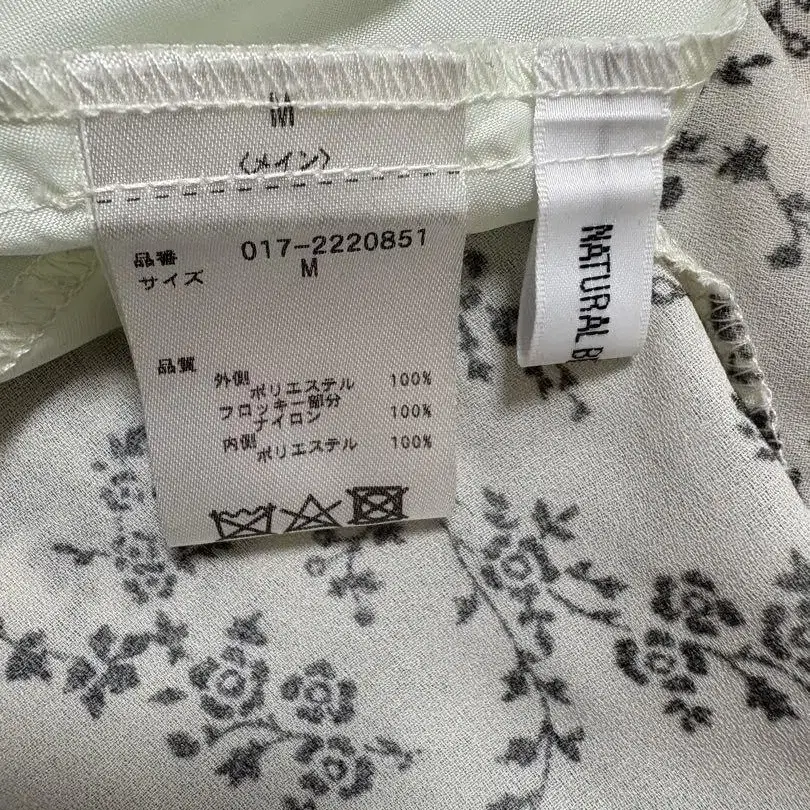 M
〈メイン〉
品番 017-2220851
サイズ M
品質
外側
ポリエステル 100%
フロッキー部分
ナイロン 100%
内側
ポリエステル 100%
NATURAL